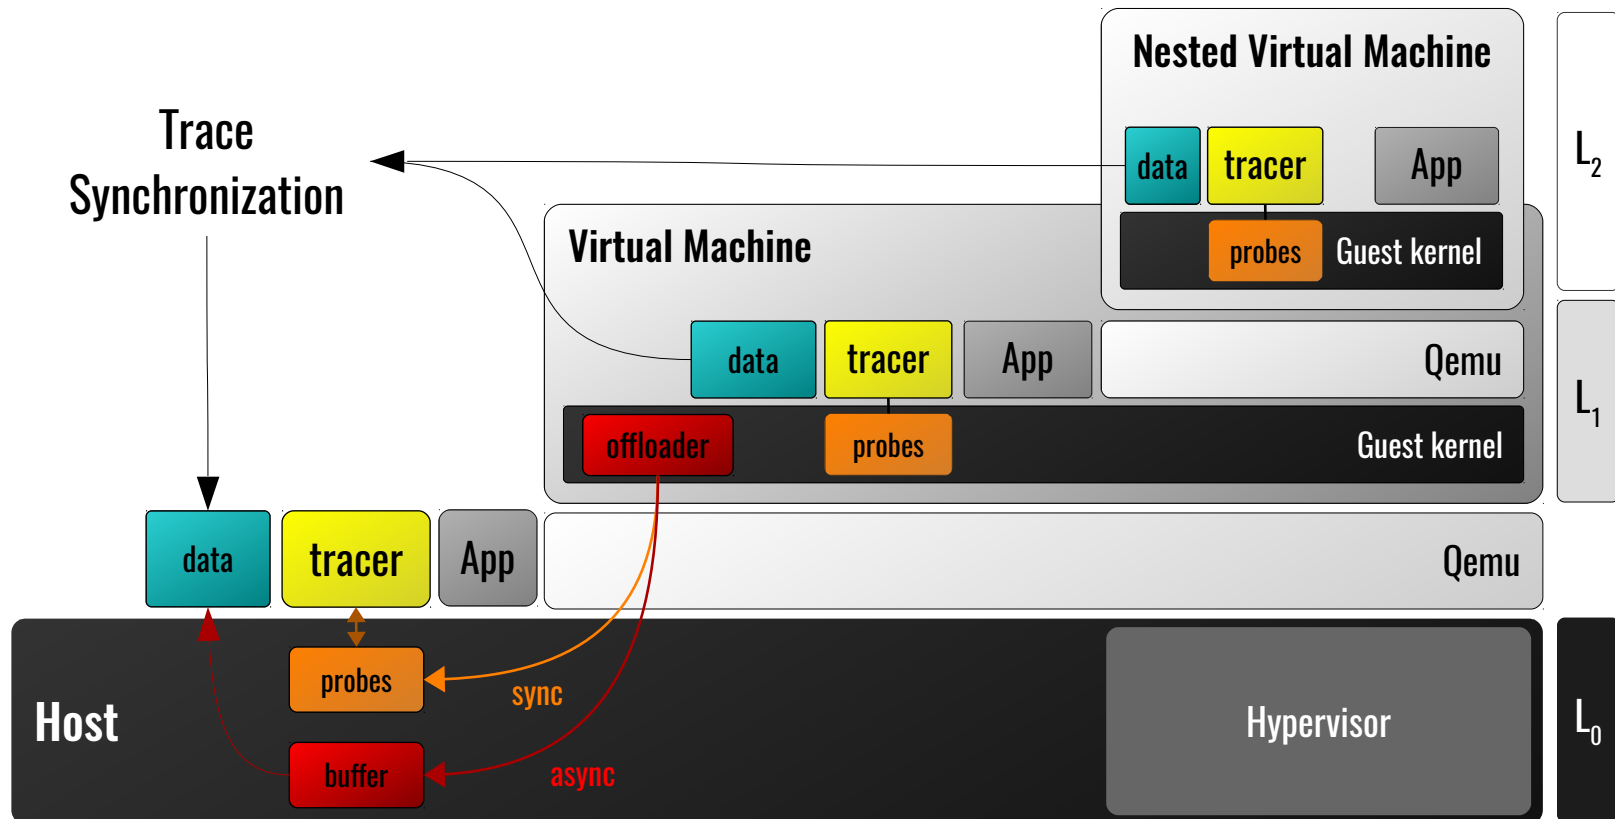 Nested Virtual Machine
Trace
Synchronization
data
tracer
App
L2
probes
Guest kernel
Virtual Machine
data
tracer
App
Qemu
L1
offloader
probes
Guest kernel
data
tracer
App
Qemu
probes
sync
Host
Hypervisor
L0
buffer
async